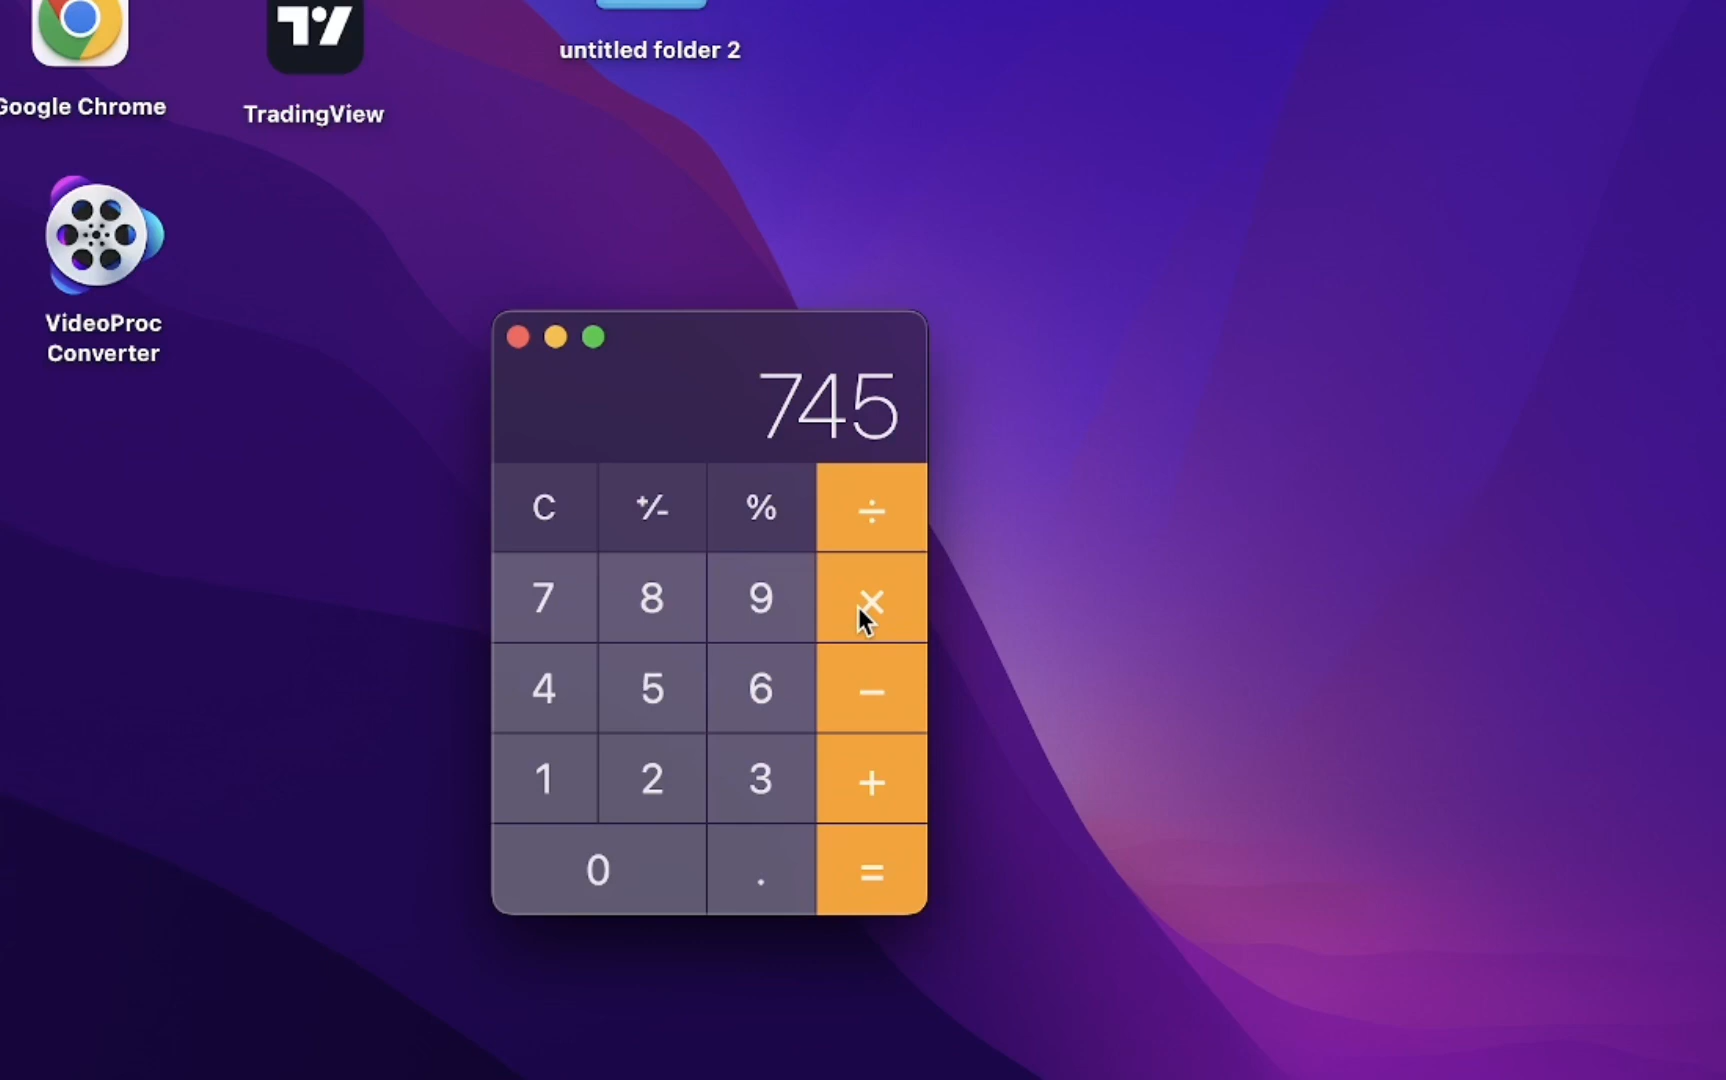 untitled folder 2
Google Chrome
TradingView
VideoProc
Converter
745
C +/- % ÷
7 8 9 ×
4 5 6 −
1 2 3 +
0 . =